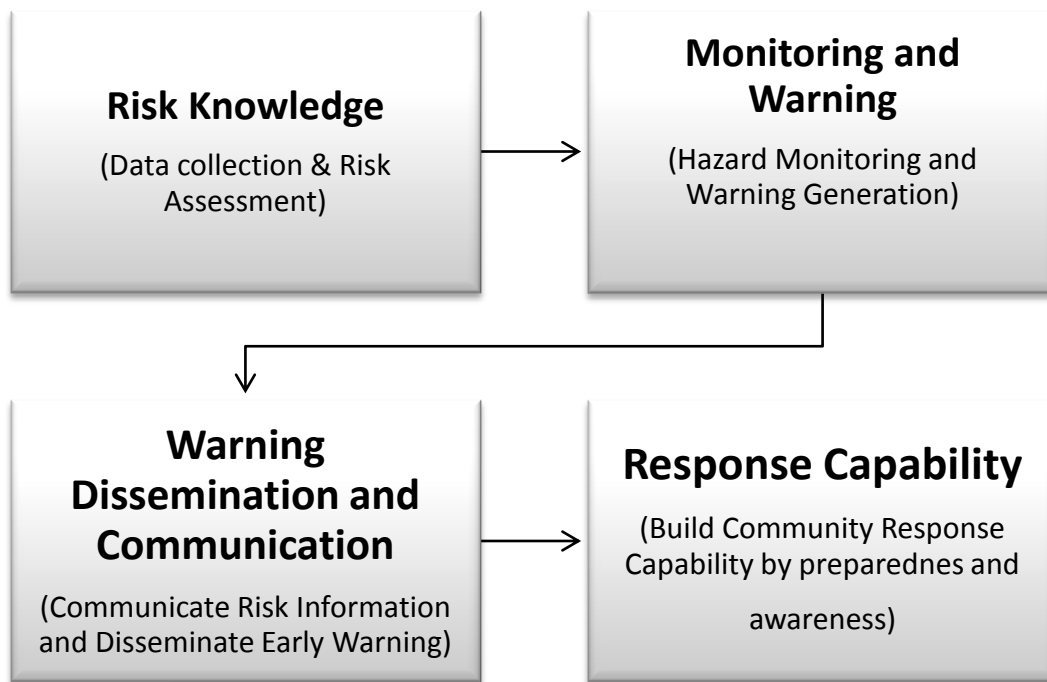 Risk Knowledge
(Data collection & Risk
Assessment)
Monitoring and
Warning
(Hazard Monitoring and
Warning Generation)
Warning
Dissemination and
Communication
(Communicate Risk Information
and Disseminate Early Warning)
Response Capability
(Build Community Response
Capability by preparednes and
awareness)